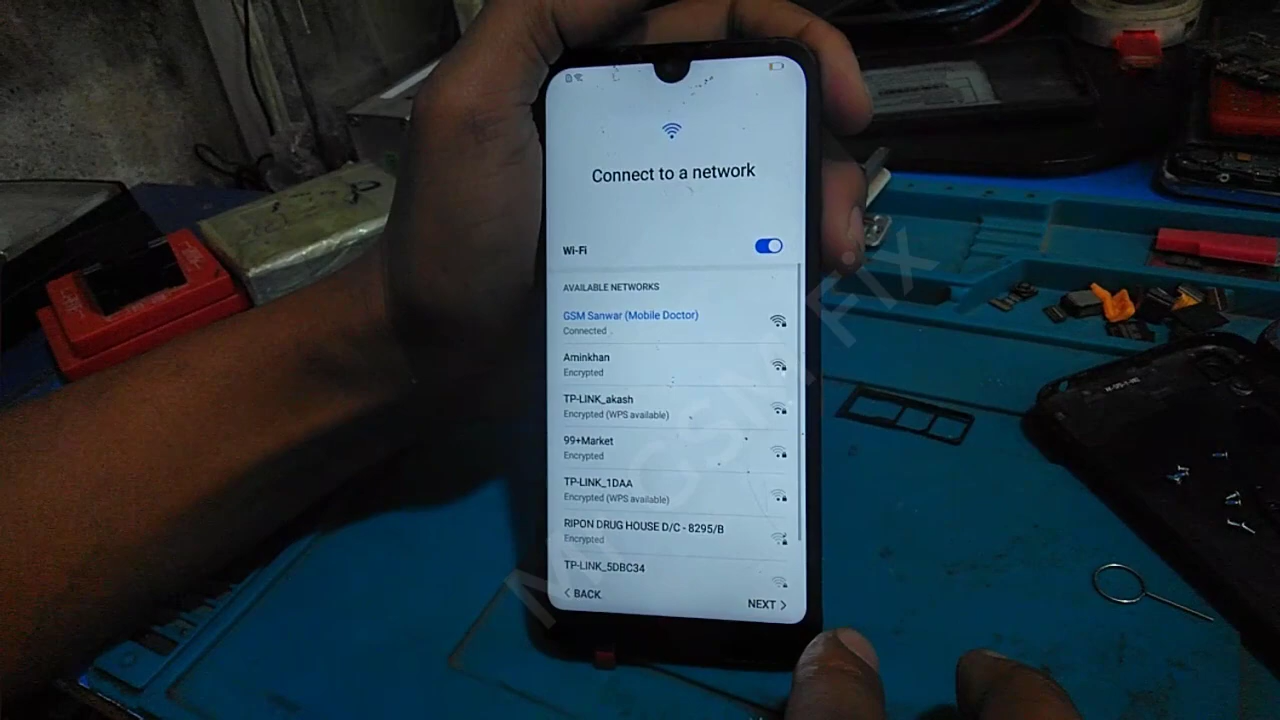 Connect to a network
Wi-Fi
AVAILABLE NETWORKS
GSM Sanwar (Mobile Doctor)
Connected
Aminkhan
Encrypted
TP-LINK_akash
Encrypted (WPS available)
99+Market
Encrypted
TP-LINK_1DAA
Encrypted (WPS available)
RIPON DRUG HOUSE D/C - 8295/B
Encrypted
TP-LINK_5DBC34
< BACK
NEXT >